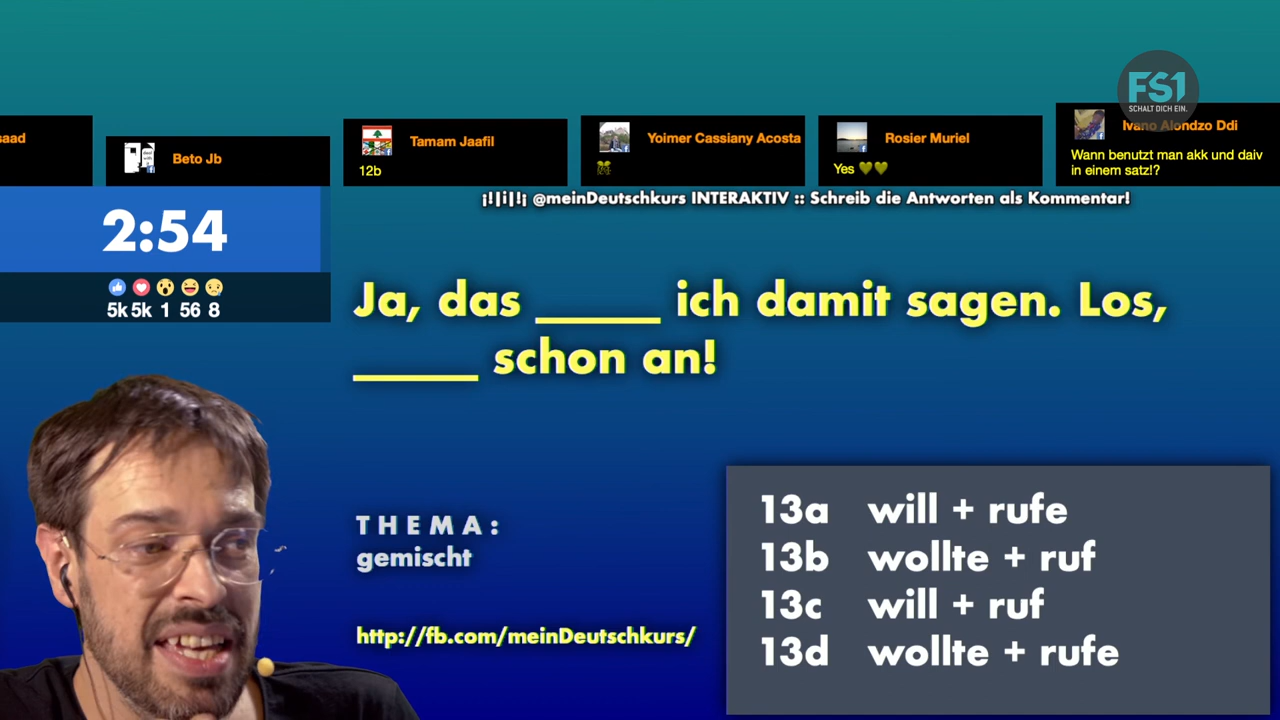 FS1
SCHALT DICH EIN.
saad
Beto Jb
Tamam Jaafil
12b
Yoimer Cassiany Acosta
Rosier Muriel
Yes 💛💛
Ivano Alondzo Ddi
Wann benutzt man akk und daiv
in einem satz!?
¡!|¡|!¡ @meinDeutschkurs INTERAKTIV :: Schreib die Antworten als Kommentar!
2:54
5k 5k 1 56 8
Ja, das _____ ich damit sagen. Los,
_____ schon an!
THEMA:
gemischt
http://fb.com/meinDeutschkurs/
13a will + rufe
13b wollte + ruf
13c will + ruf
13d wollte + rufe